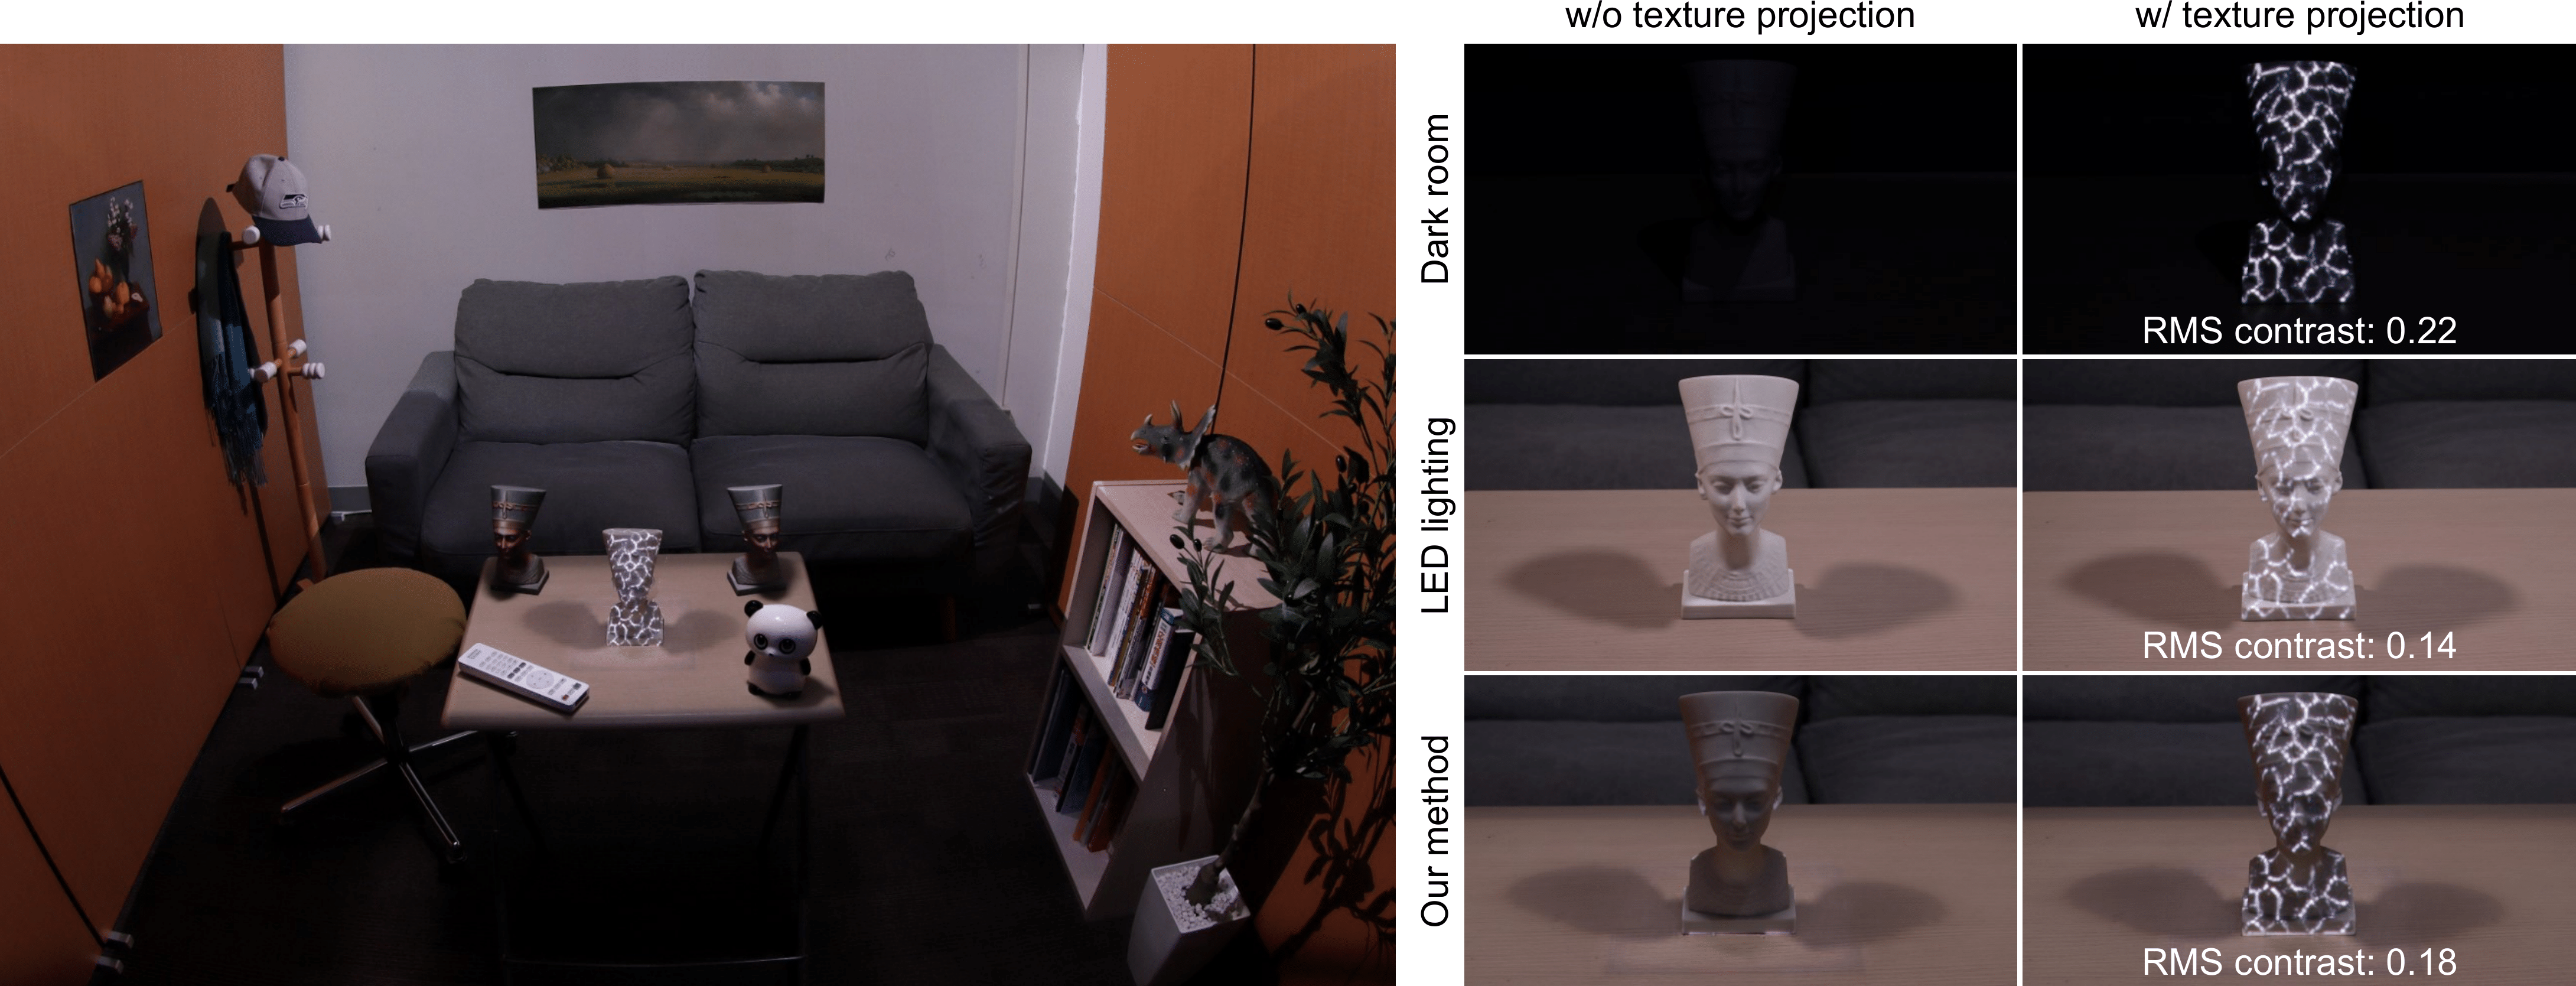 w/o texture projection
w/ texture projection
Dark room
RMS contrast: 0.22
LED lighting
RMS contrast: 0.14
Our method
RMS contrast: 0.18